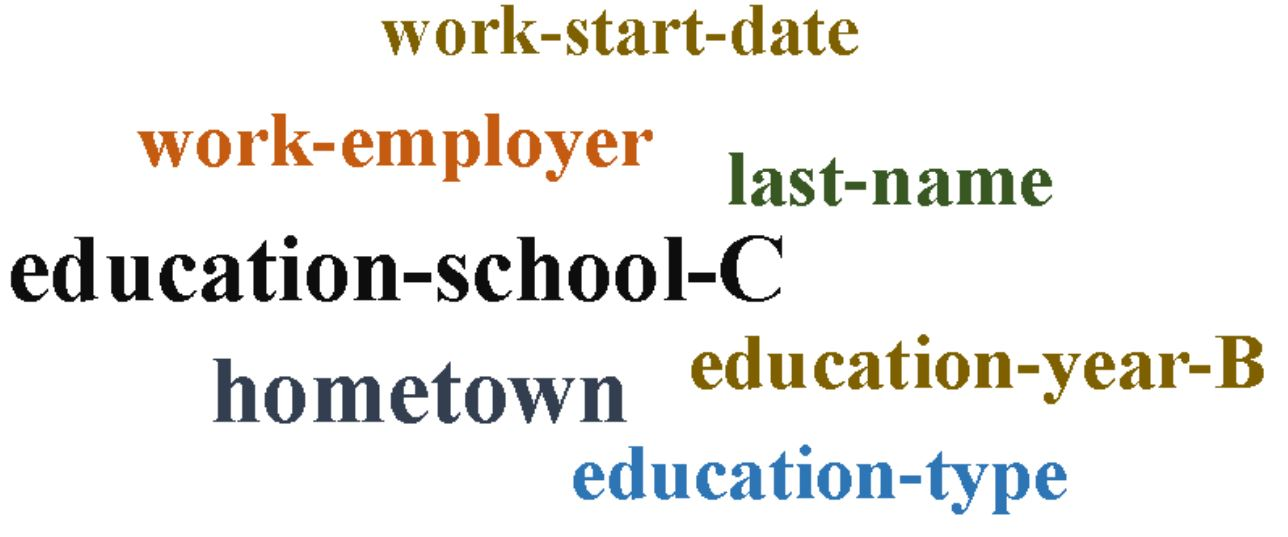 work-start-date
work-employer
last-name
education-school-C
education-year-B
hometown
education-type